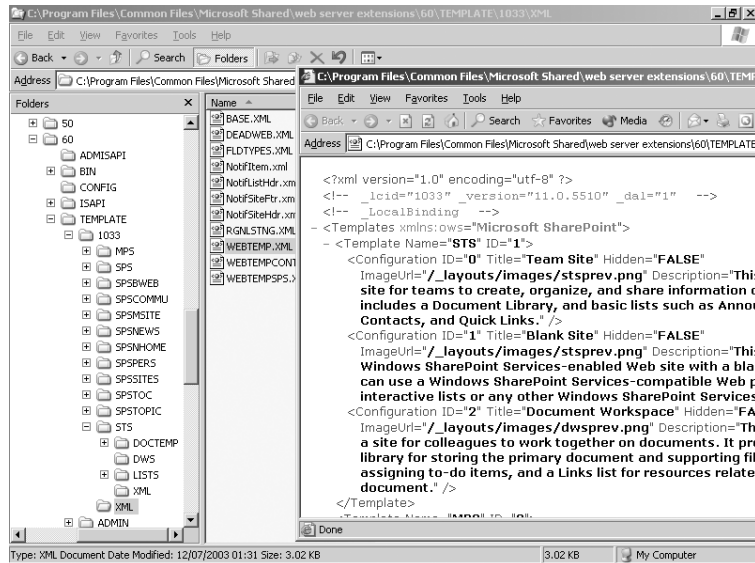 C:\Program Files\Common Files\Microsoft Shared\web server extensions\60\TEMPLATE\1033\XML
File Edit View Favorites Tools Help
Back Search Folders
Address C:\Program Files\Common Files\Microsoft Shared
Folders
50
60
ADMISAPI
BIN
CONFIG
ISAPI
TEMPLATE
1033
MPS
SPS
SPSBWEB
SPSCOMMU
SPSMSITE
SPSNEWS
SPSNHOME
SPSPERS
SPSSITES
SPSTOC
SPSTOPIC
STS
DOCTEMP
DWS
LISTS
XML
XML
ADMIN
Name
BASE.XML
DEADWEB.XML
FLDTYPES.XML
NotifItem.xml
NotifListHdr.xm
NotifSiteFtr.xm
NotifSiteHdr.xm
RGNLSTNG.XML
WEBTEMP.XML
WEBTEMPCONT
WEBTEMPSPS.X
C:\Program Files\Common Files\Microsoft Shared\web server extensions\60\TEMP
File Edit View Favorites Tools Help
Back Search Favorites Media
Address C:\Program Files\Common Files\Microsoft Shared\web server extensions\60\TEMPLATE
<?xml version="1.0" encoding="utf-8" ?>
<!-- _lcid="1033" _version="11.0.5510" _dal="1" -->
<!-- _LocalBinding -->
- <Templates xmlns:ows="Microsoft SharePoint">
- <Template Name="STS" ID="1">
<Configuration ID="0" Title="Team Site" Hidden="FALSE"
ImageUrl="/_layouts/images/stsprev.png" Description="This
site for teams to create, organize, and share information
includes a Document Library, and basic lists such as Annou
Contacts, and Quick Links." />
<Configuration ID="1" Title="Blank Site" Hidden="FALSE"
ImageUrl="/_layouts/images/stsprev.png" Description="This
Windows SharePoint Services-enabled Web site with a bla
can use a Windows SharePoint Services-compatible Web p
interactive lists or any other Windows SharePoint Services
<Configuration ID="2" Title="Document Workspace" Hidden="FA
ImageUrl="/_layouts/images/dwsprev.png" Description="Th
a site for colleagues to work together on documents. It pro
library for storing the primary document and supporting fil
assigning to-do items, and a Links list for resources relate
document." />
</Template>
Done
Type: XML Document Date Modified: 12/07/2003 01:31 Size: 3.02 KB
3.02 KB
My Computer